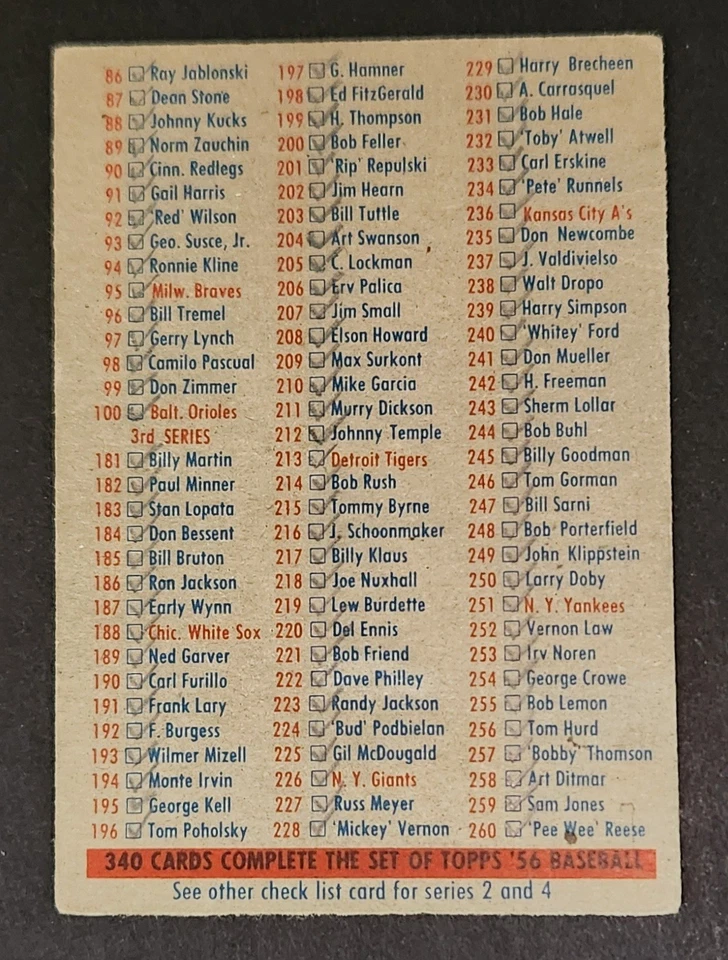 86 Ray Jablonski
87 Dean Stone
88 Johnny Kucks
89 Norm Zauchin
90 Cinn. Redlegs
91 Gail Harris
92 'Red' Wilson
93 Geo. Susce, Jr.
94 Ronnie Kline
95 Milw. Braves
96 Bill Tremel
97 Gerry Lynch
98 Camilo Pascual
99 Don Zimmer
100 Balt. Orioles
3rd SERIES
181 Billy Martin
182 Paul Minner
183 Stan Lopata
184 Don Bessent
185 Bill Bruton
186 Ron Jackson
187 Early Wynn
188 Chic. White Sox
189 Ned Garver
190 Carl Furillo
191 Frank Lary
192 F. Burgess
193 Wilmer Mizell
194 Monte Irvin
195 George Kell
196 Tom Poholsky
197 G. Hamner
198 Ed FitzGerald
199 H. Thompson
200 Bob Feller
201 'Rip' Repulski
202 Jim Hearn
203 Bill Tuttle
204 Art Swanson
205 C. Lockman
206 Erv Palica
207 Jim Small
208 Elson Howard
209 Max Surkont
210 Mike Garcia
211 Murry Dickson
212 Johnny Temple
213 Detroit Tigers
214 Bob Rush
215 Tommy Byrne
216 J. Schoonmaker
217 Billy Klaus
218 Joe Nuxhall
219 Lew Burdette
220 Del Ennis
221 Bob Friend
222 Dave Philley
223 Randy Jackson
224 'Bud' Podbielan
225 Gil McDougald
226 N. Y. Giants
227 Russ Meyer
228 'Mickey' Vernon
229 Harry Brecheen
230 A. Carrasquel
231 Bob Hale
232 'Toby' Atwell
233 Carl Erskine
234 'Pete' Runnels
236 Kansas City A's
235 Don Newcombe
237 J. Valdivielso
238 Walt Dropo
239 Harry Simpson
240 'Whitey' Ford
241 Don Mueller
242 H. Freeman
243 Sherm Lollar
244 Bob Buhl
245 Billy Goodman
246 Tom Gorman
247 Bill Sarni
248 Bob Porterfield
249 John Klippstein
250 Larry Doby
251 N. Y. Yankees
252 Vernon Law
253 Irv Noren
254 George Crowe
255 Bob Lemon
256 Tom Hurd
257 'Bobby' Thomson
258 Art Ditmar
259 Sam Jones
260 'Pee Wee' Reese
340 CARDS COMPLETE THE SET OF TOPPS '56 BASEBALL
See other check list card for series 2 and 4